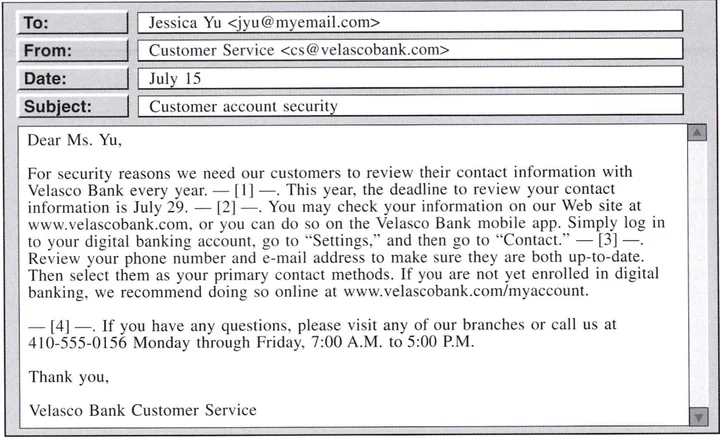 To: Jessica Yu <jyu@myemail.com>
From: Customer Service <cs@velascobank.com>
Date: July 15
Subject: Customer account security
Dear Ms. Yu,
For security reasons we need our customers to review their contact information with
Velasco Bank every year. — [1] —. This year, the deadline to review your contact
information is July 29. — [2] —. You may check your information on our Web site at
www.velascobank.com, or you can do so on the Velasco Bank mobile app. Simply log in
to your digital banking account, go to “Settings,” and then go to “Contact.” — [3] —.
Review your phone number and e-mail address to make sure they are both up-to-date.
Then select them as your primary contact methods. If you are not yet enrolled in digital
banking, we recommend doing so online at www.velascobank.com/myaccount.
— [4] —. If you have any questions, please visit any of our branches or call us at
410-555-0156 Monday through Friday, 7:00 A.M. to 5:00 P.M.
Thank you,
Velasco Bank Customer Service